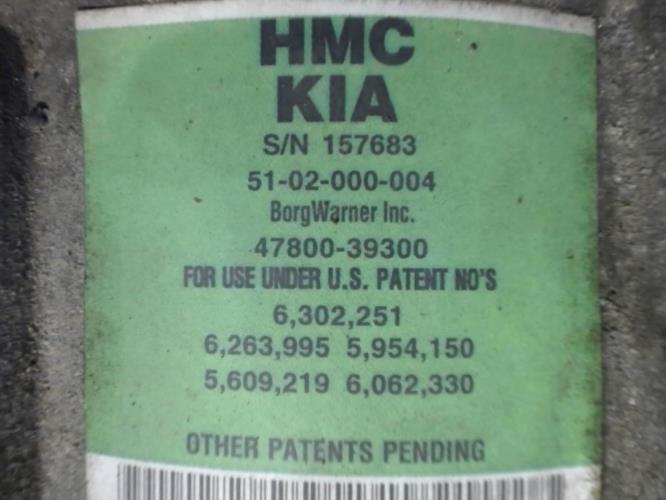 HMC
KIA
S/N 157683
51-02-000-004
BorgWarner Inc.
47800-39300
FOR USE UNDER U.S. PATENT NO'S
6,302,251
6,263,995 5,954,150
5,609,219 6,062,330
OTHER PATENTS PENDING